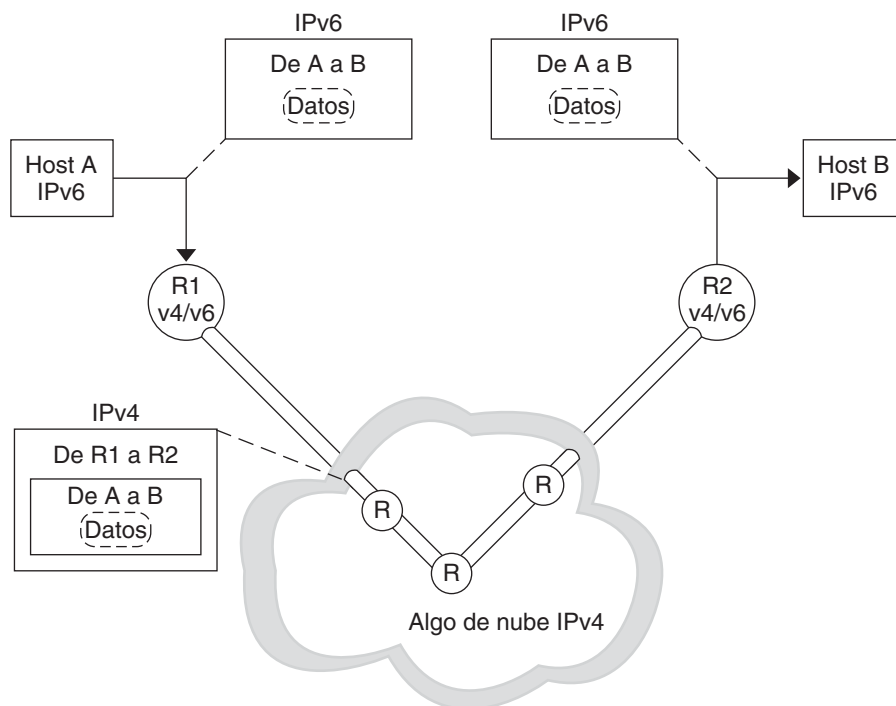 IPv6
De A a B
Datos
IPv6
De A a B
Datos
Host A
IPv6
Host B
IPv6
R1
v4/v6
R2
v4/v6
IPv4
De R1 a R2
De A a B
Datos
R
R
R
Algo de nube IPv4